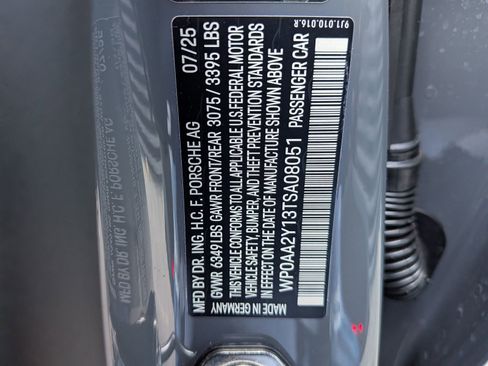 MFD BY DR. ING. H.C. F. PORSCHE AG 07/25
GVWR 6349 LBS GAWR FRONT/REAR 3075/ 3395 LBS
THIS VEHICLE CONFORMS TO ALL APPLICABLE U.S. FEDERAL MOTOR
VEHICLE SAFETY, BUMPER, AND THEFT PREVENTION STANDARDS
IN EFFECT ON THE DATE OF MANUFACTURE SHOWN ABOVE
WP0AA2Y13TSA08051 PASSENGER CAR
MADE IN GERMANY
9J1.010.016.R